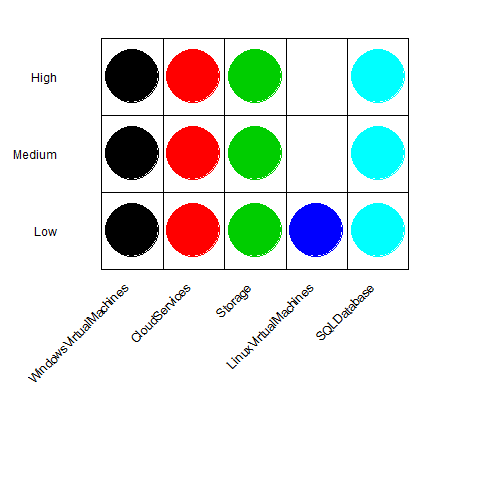 High
Medium
Low
WindowsVirtualMachines
CloudServices
Storage
LinuxVirtualMachines
SQLDatabase